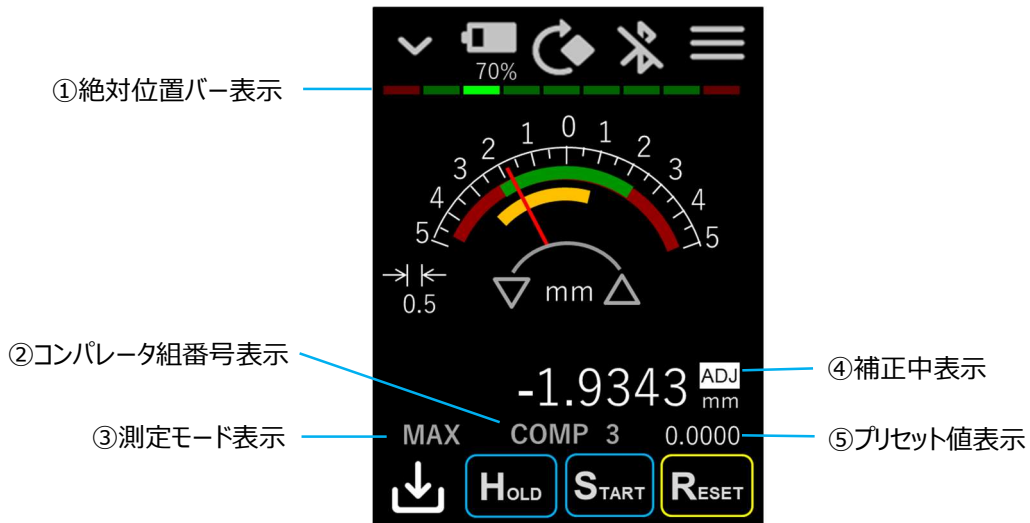 70%
①絶対位置バー表示
5 4 3 2 1 0 1 2 3 4 5
0.5
mm
②コンパレータ組番号表示
-1.9343 ADJ mm
④補正中表示
③測定モード表示
MAX COMP 3 0.0000
⑤プリセット値表示
HOLD START RESET